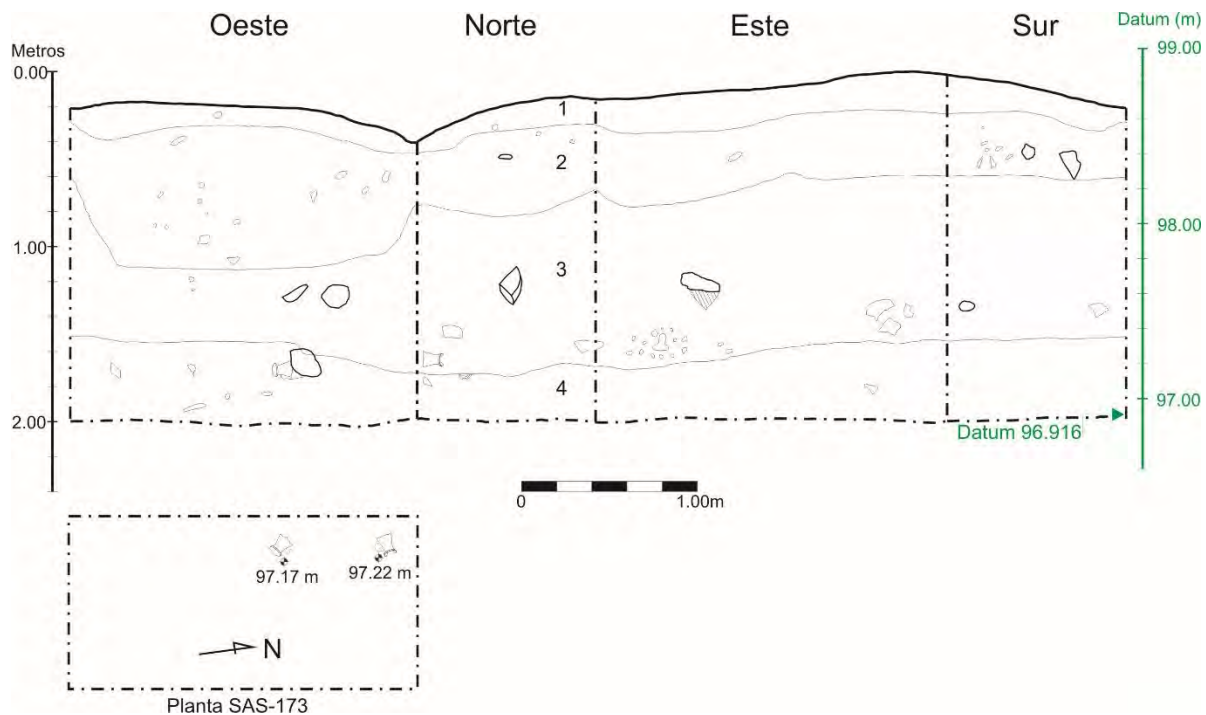 Oeste Norte Este Sur
Datum (m)
Metros
99.00
0.00
1
2
98.00
1.00
3
4
97.00
2.00
Datum 96.916
0 1.00m
97.17 m 97.22 m
N
Planta SAS-173